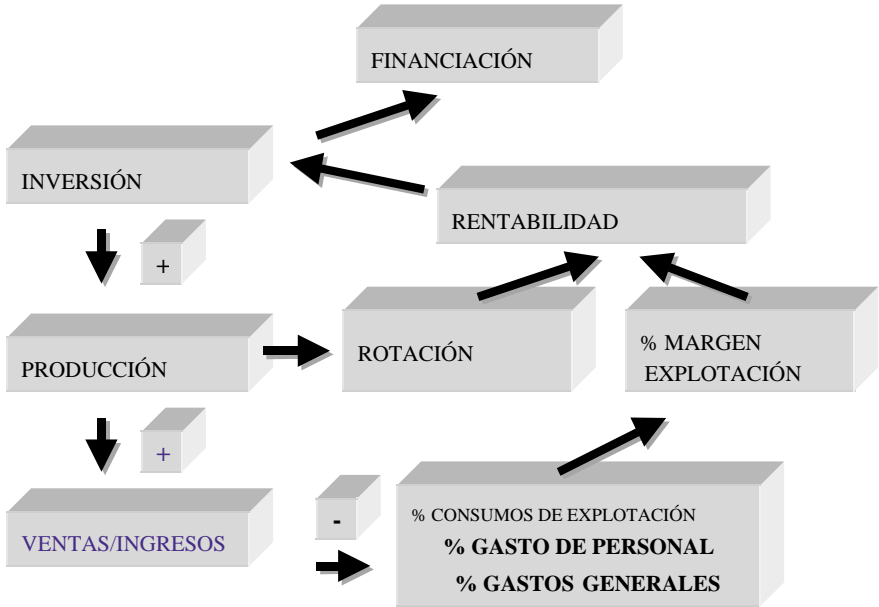 FINANCIACIÓN
INVERSIÓN
RENTABILIDAD
+
PRODUCCIÓN
ROTACIÓN
% MARGEN
EXPLOTACIÓN
+
VENTAS/INGRESOS
-
% CONSUMOS DE EXPLOTACIÓN
% GASTO DE PERSONAL
% GASTOS GENERALES